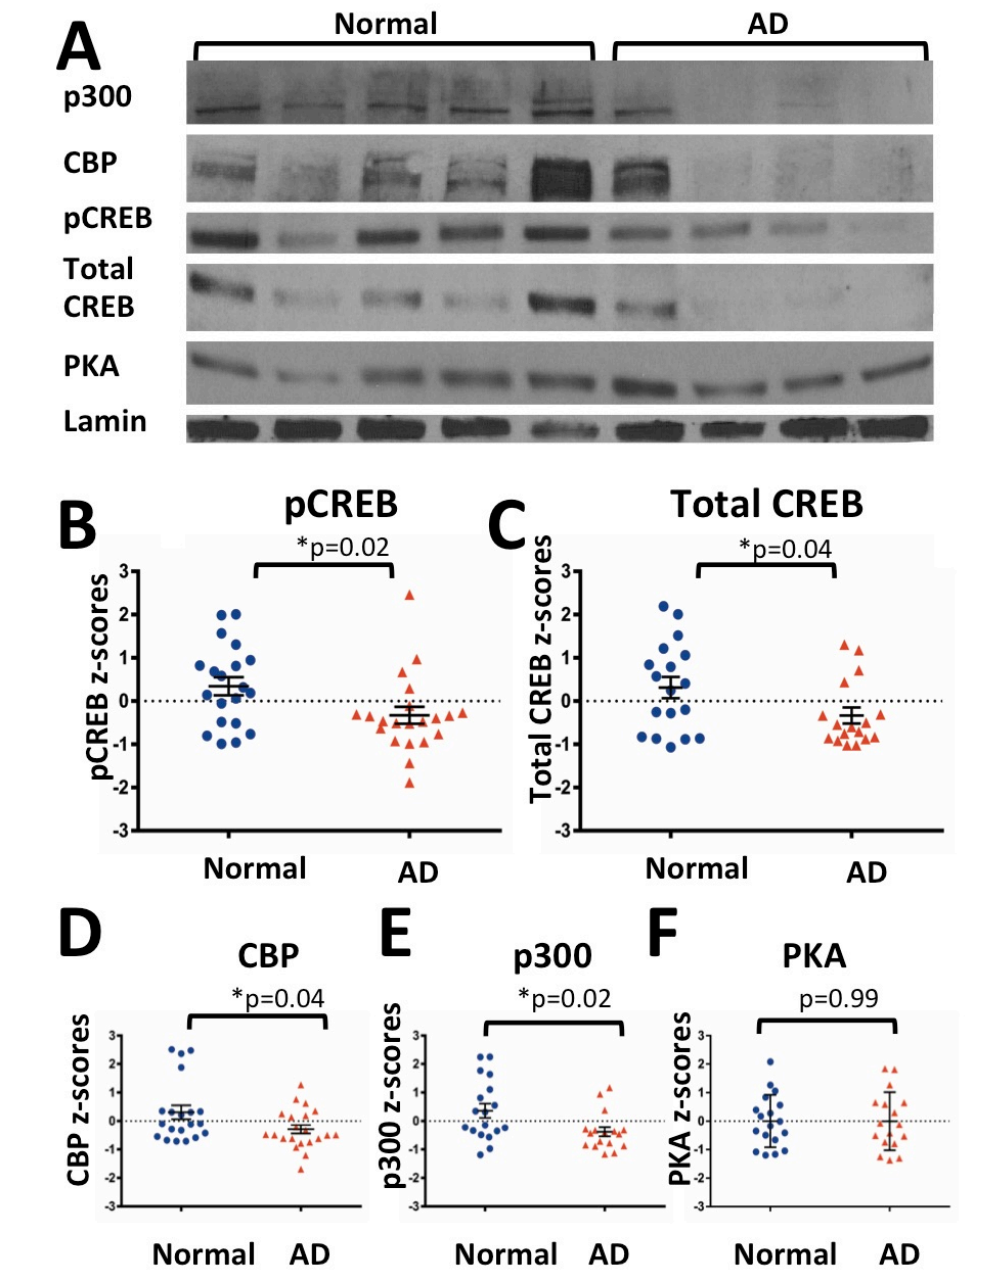 A
Normal
AD
p300
CBP
pCREB
Total
CREB
PKA
Lamin
B
pCREB
*p=0.02
pCREB z-scores
3
2
1
0
-1
-2
-3
Normal
AD
C
Total CREB
*p=0.04
Total CREB z-scores
3
2
1
0
-1
-2
-3
Normal
AD
D
CBP
*p=0.04
CBP z-scores
3
2
1
0
-1
-2
-3
Normal
AD
E
p300
*p=0.02
p300 z-scores
3
2
1
0
-1
-2
-3
Normal
AD
F
PKA
p=0.99
PKA z-scores
3
2
1
0
-1
-2
-3
Normal
AD